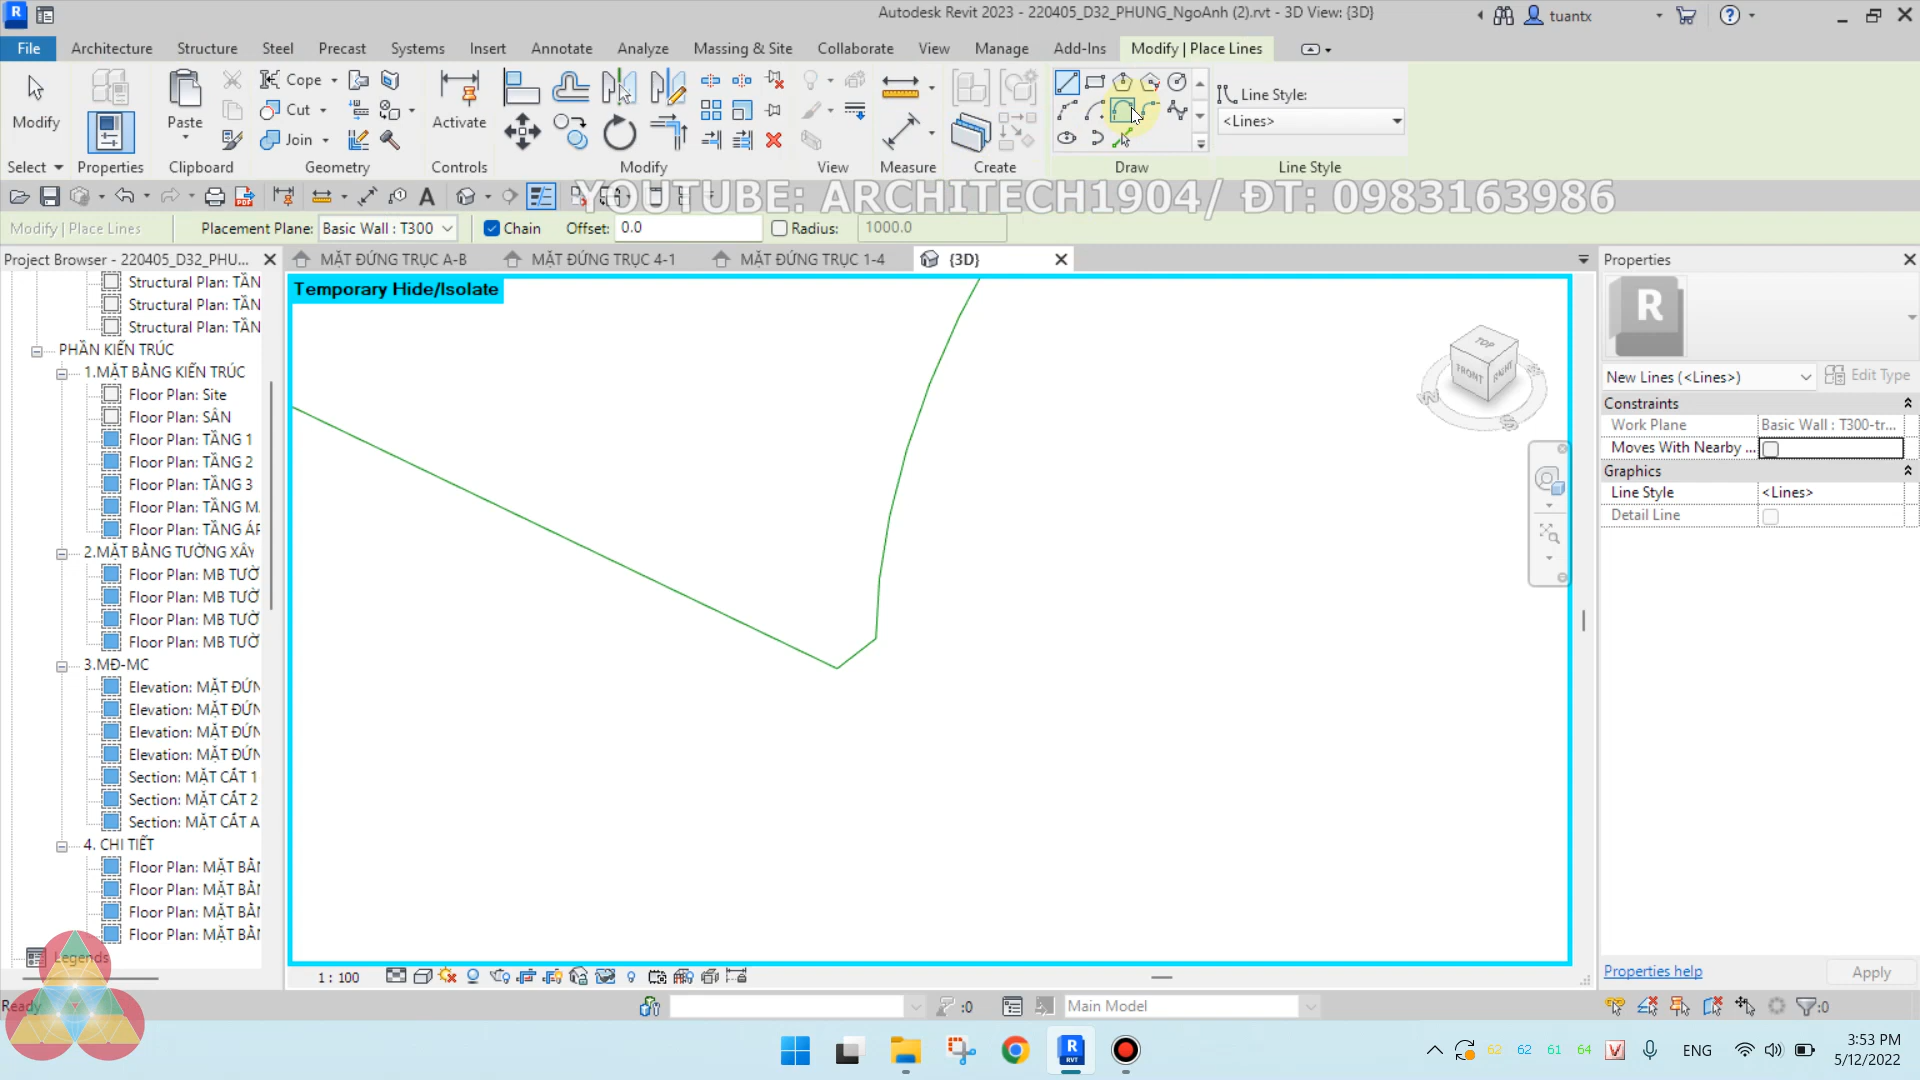 Autodesk Revit 2023 - 220405_D32_PHUNG_NgoAnh (2).rvt - 3D View: {3D}
tuantx
File Architecture Structure Steel Precast Systems Insert Annotate Analyze Massing & Site Collaborate View Manage Add-Ins Modify | Place Lines
Modify
Paste
Cope
Cut
Join
Activate
Line Style:
<Lines>
Select Properties Clipboard Geometry Controls Modify View Measure Create Draw Line Style
YOUTUBE: ARCHITECH1904/ ĐT: 0983163986
Modify | Place Lines Placement Plane: Basic Wall : T300 Chain Offset: 0.0 Radius: 1000.0
Project Browser - 220405_D32_PHU...
MẶT ĐỨNG TRỤC A-B MẶT ĐỨNG TRỤC 4-1 MẶT ĐỨNG TRỤC 1-4 {3D}
Properties
Temporary Hide/Isolate
Structural Plan: TẦN
Structural Plan: TẦN
Structural Plan: TẦN
PHẦN KIẾN TRÚC
1.MẶT BẰNG KIẾN TRÚC
Floor Plan: Site
Floor Plan: SÂN
Floor Plan: TẦNG 1
Floor Plan: TẦNG 2
Floor Plan: TẦNG 3
Floor Plan: TẦNG M
Floor Plan: TẦNG ÁP
2.MẶT BẰNG TƯỜNG XÂY
Floor Plan: MB TƯỜ
Floor Plan: MB TƯỜ
Floor Plan: MB TƯỜ
Floor Plan: MB TƯỜ
3.MĐ-MC
Elevation: MẶT ĐỨN
Elevation: MẶT ĐỨN
Elevation: MẶT ĐỨN
Elevation: MẶT ĐỨN
Section: MẶT CẮT 1
Section: MẶT CẮT 2
Section: MẶT CẮT A
4. CHI TIẾT
Floor Plan: MẶT BẰN
Floor Plan: MẶT BẰN
Floor Plan: MẶT BẰN
Floor Plan: MẶT BẰN
Legends
TOP
FRONT
RIGHT
W
S
R
New Lines (<Lines>) Edit Type
Constraints
Work Plane Basic Wall : T300-tr...
Moves With Nearby ...
Graphics
Line Style <Lines>
Detail Line
Properties help Apply
1 : 100
Ready :0 Main Model :0
62 62 61 64 ENG
3:53 PM
5/12/2022